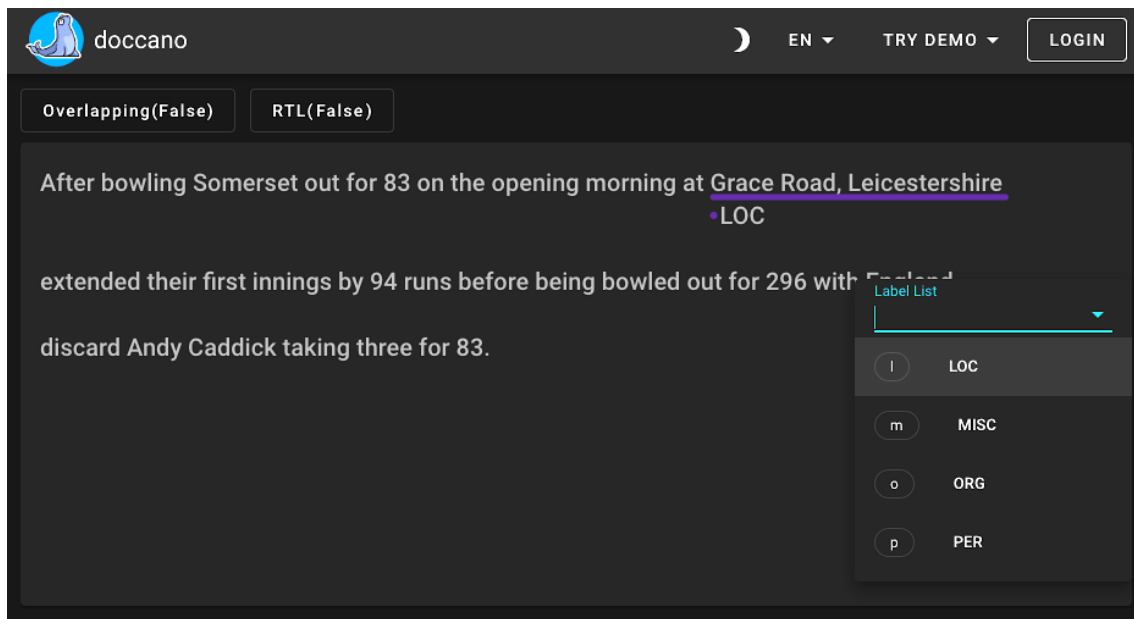 doccano
EN
TRY DEMO
LOGIN
Overlapping(False)
RTL(False)
After bowling Somerset out for 83 on the opening morning at Grace Road, Leicestershire
•LOC
extended their first innings by 94 runs before being bowled out for 296 with England
discard Andy Caddick taking three for 83.
Label List
l LOC
m MISC
o ORG
p PER